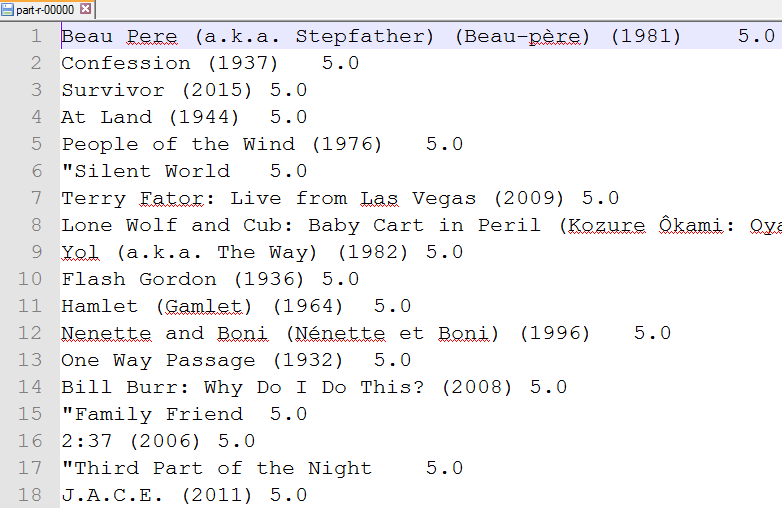 part-r-00000
1 Beau Pere (a.k.a. Stepfather) (Beau-père) (1981) 5.0
2 Confession (1937) 5.0
3 Survivor (2015) 5.0
4 At Land (1944) 5.0
5 People of the Wind (1976) 5.0
6 "Silent World 5.0
7 Terry Fator: Live from Las Vegas (2009) 5.0
8 Lone Wolf and Cub: Baby Cart in Peril (Kozure Ôkami: Oya
9 Yol (a.k.a. The Way) (1982) 5.0
10 Flash Gordon (1936) 5.0
11 Hamlet (Gamlet) (1964) 5.0
12 Nenette and Boni (Nénette et Boni) (1996) 5.0
13 One Way Passage (1932) 5.0
14 Bill Burr: Why Do I Do This? (2008) 5.0
15 "Family Friend 5.0
16 2:37 (2006) 5.0
17 "Third Part of the Night 5.0
18 J.A.C.E. (2011) 5.0